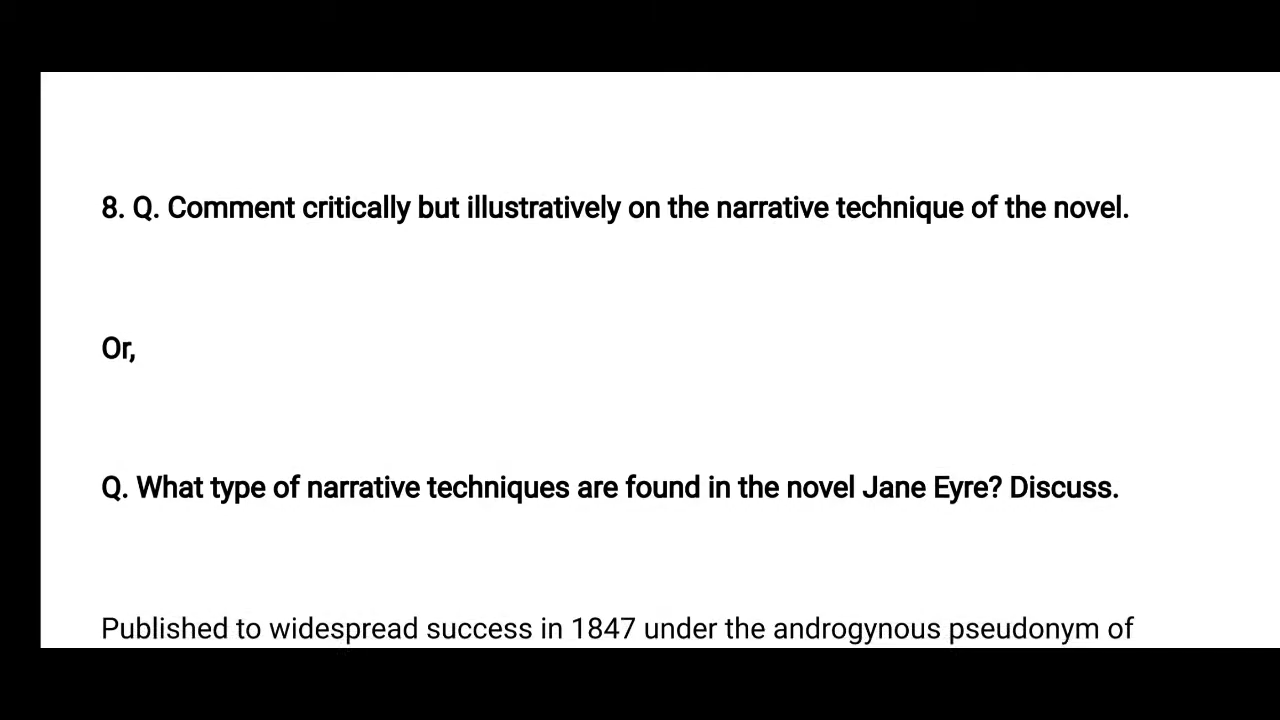 8. Q. Comment critically but illustratively on the narrative technique of the novel.
Or,
Q. What type of narrative techniques are found in the novel Jane Eyre? Discuss.
Published to widespread success in 1847 under the androgynous pseudonym of